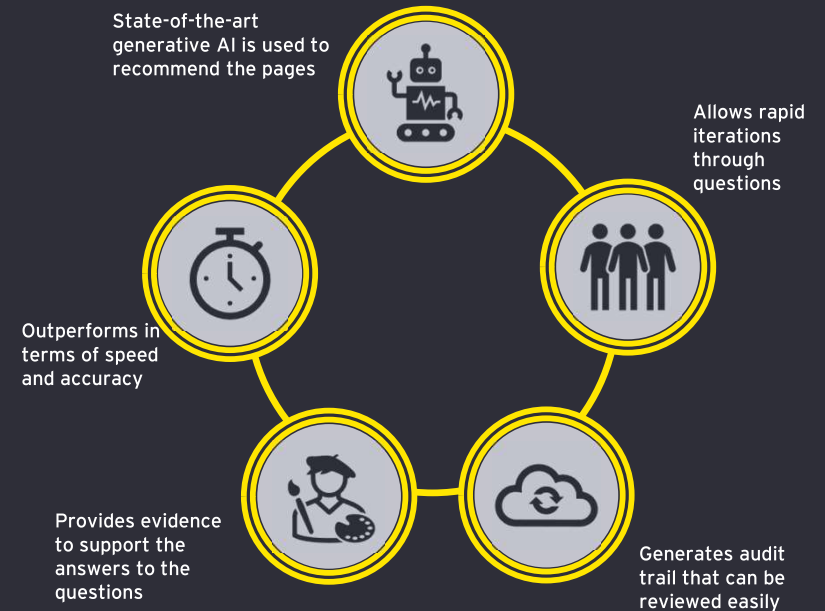 State-of-the-art
generative AI is used to
recommend the pages
Allows rapid
iterations
through
questions
Outperforms in
terms of speed
and accuracy
Provides evidence
to support the
answers to the
questions
Generates audit
trail that can be
reviewed easily